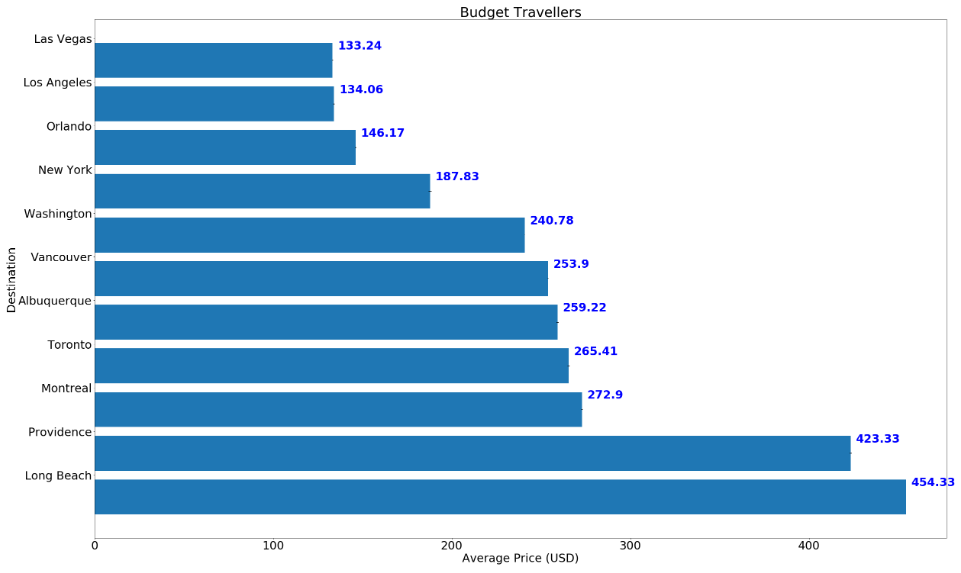 Budget Travellers
Las Vegas
133.24
Los Angeles
134.06
Orlando
146.17
New York
187.83
Washington
240.78
Vancouver
253.9
Destination
Albuquerque
259.22
Toronto
265.41
Montreal
272.9
Providence
423.33
Long Beach
454.33
0 100 200 300 400
Average Price (USD)